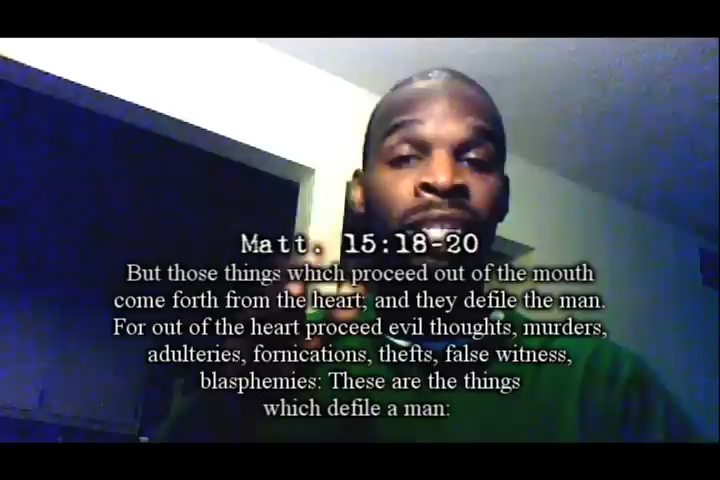 Matt. 15:18-20
But those things which proceed out of the mouth
come forth from the heart; and they defile the man.
For out of the heart proceed evil thoughts, murders,
adulteries, fornications, thefts, false witness,
blasphemies: These are the things
which defile a man: